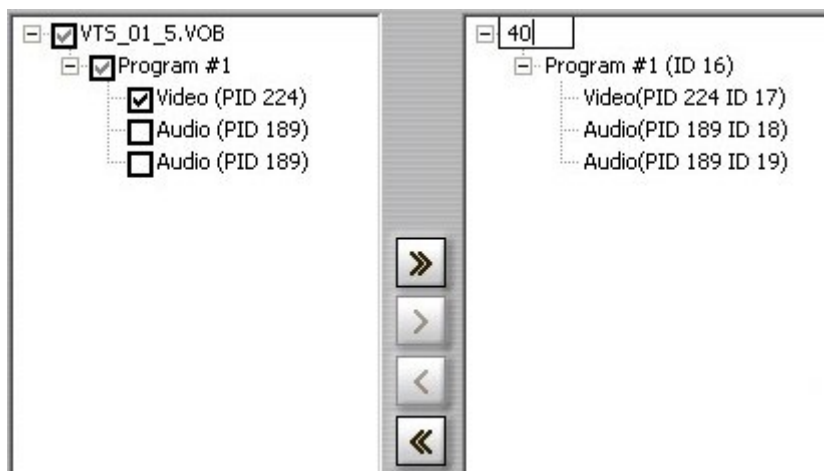 VTS_01_5.VOB
Program #1
Video (PID 224)
Audio (PID 189)
Audio (PID 189)
40
Program #1 (ID 16)
Video(PID 224 ID 17)
Audio(PID 189 ID 18)
Audio(PID 189 ID 19)